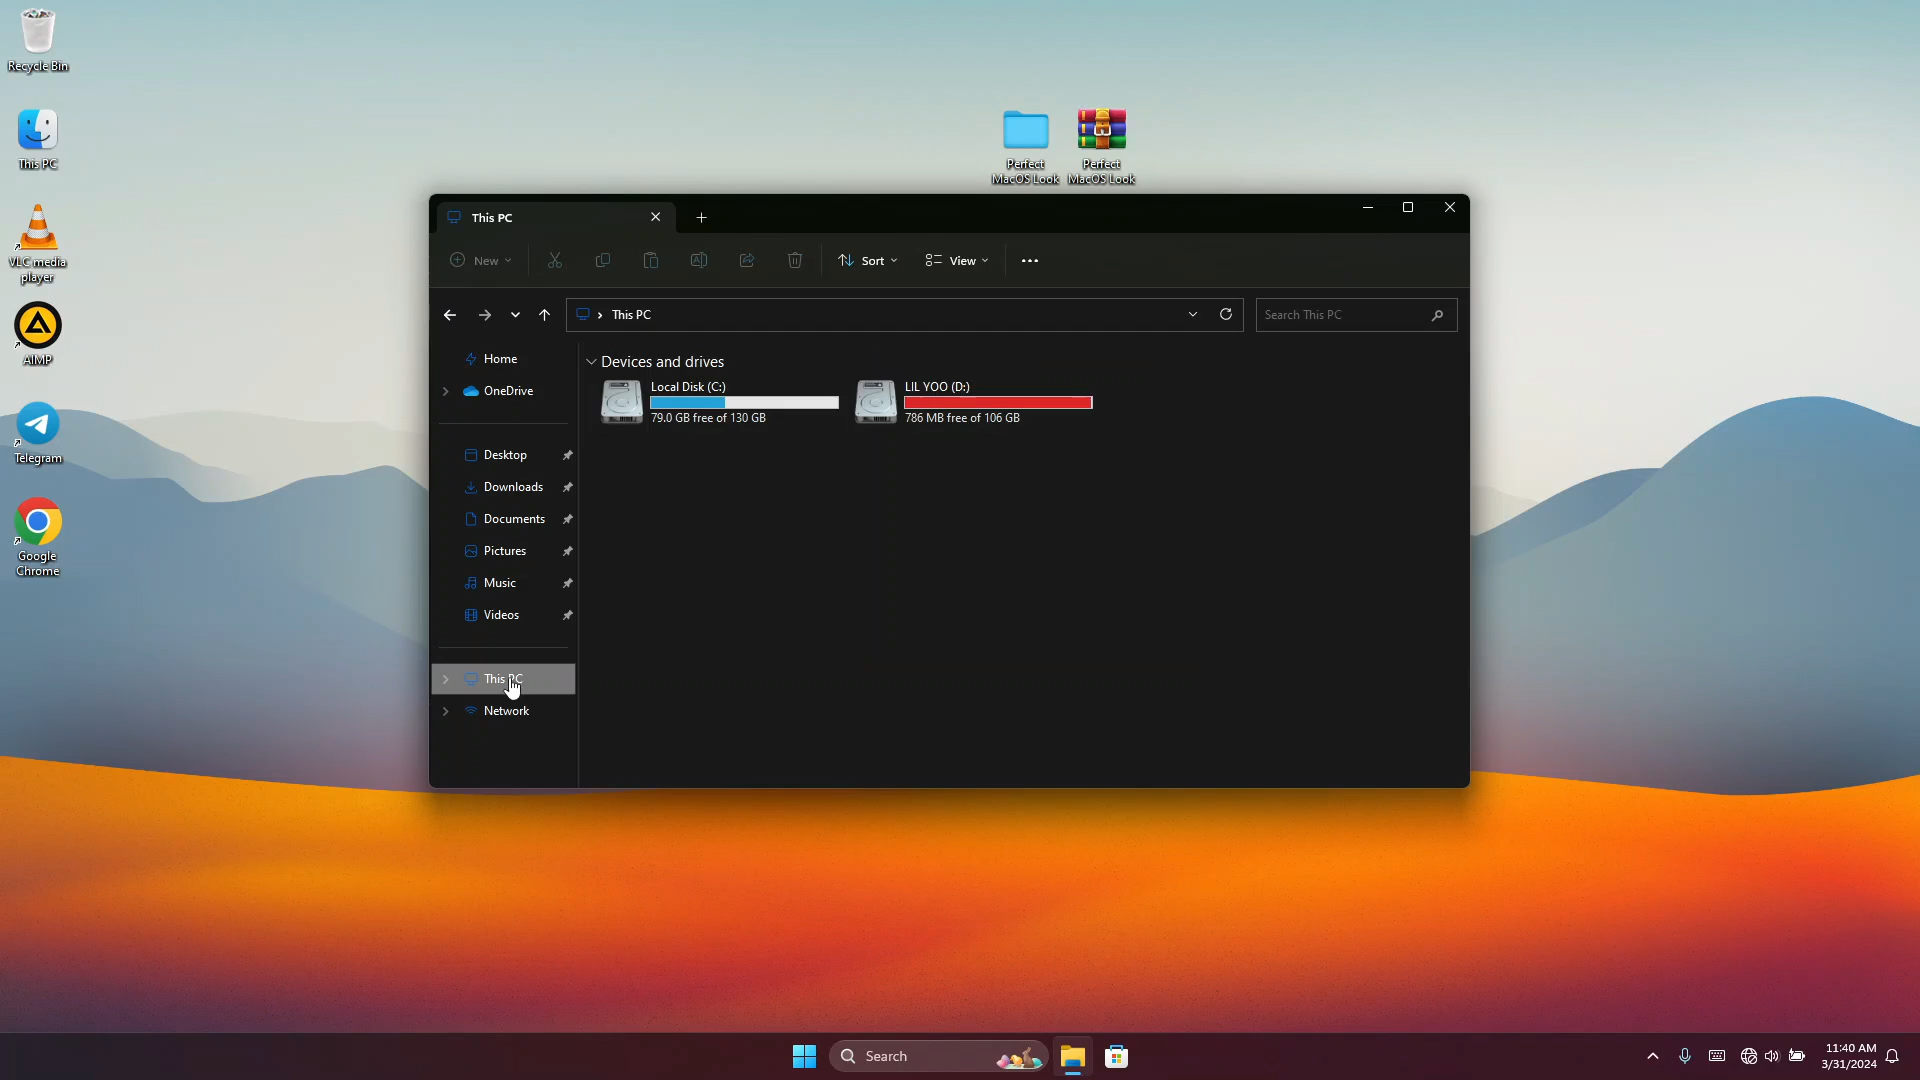 Recycle Bin
This PC
VLC media
player
AIMP
Telegram
Google
Chrome
Perfect
MacOS Look
Perfect
MacOS Look
This PC
New
Sort
View
This PC
Search This PC
Home
OneDrive
Desktop
Downloads
Documents
Pictures
Music
Videos
This PC
Network
Devices and drives
Local Disk (C:)
79.0 GB free of 130 GB
LIL YOO (D:)
786 MB free of 106 GB
Search
11:40 AM
3/31/2024